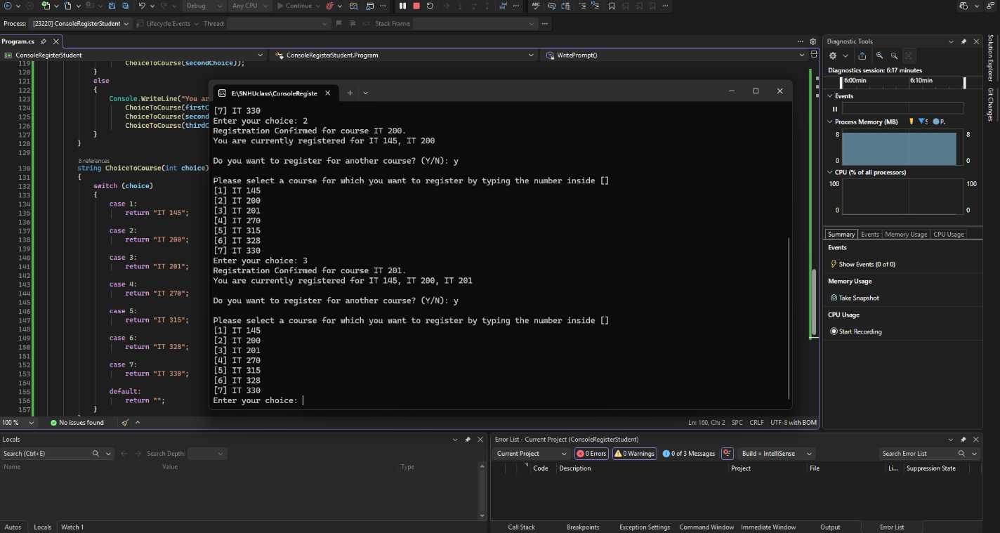 Debug Any CPU Continue
Process: [23220] ConsoleRegisterStudent Lifecycle Events Thread: Stack Frame:
Program.cs
ConsoleRegisterStudent ConsoleRegisterStudent.Program WritePrompt()
119 ChoiceToCourse(secondChoice));
120 }
121 else
122 {
123 Console.WriteLine("You ar
124 ChoiceToCourse(firstC
125 ChoiceToCourse(second
126 ChoiceToCourse(thirdC
127 }
128 }
129
8 references
130 string ChoiceToCourse(int choice)
131 {
132 switch (choice)
133 {
134 case 1:
135 return "IT 145";
136
137 case 2:
138 return "IT 200";
139
140 case 3:
141 return "IT 201";
142
143 case 4:
144 return "IT 270";
145
146 case 5:
147 return "IT 315";
148
149 case 6:
150 return "IT 328";
151
152 case 7:
153 return "IT 330";
154
155 default:
156 return "";
157 }
E:\SNHUclass\ConsoleRegiste
[7] IT 330
Enter your choice: 2
Registration Confirmed for course IT 200.
You are currently registered for IT 145, IT 200
Do you want to register for another course? (Y/N): y
Please select a course for which you want to register by typing the number inside []
[1] IT 145
[2] IT 200
[3] IT 201
[4] IT 270
[5] IT 315
[6] IT 328
[7] IT 330
Enter your choice: 3
Registration Confirmed for course IT 201.
You are currently registered for IT 145, IT 200, IT 201
Do you want to register for another course? (Y/N): y
Please select a course for which you want to register by typing the number inside []
[1] IT 145
[2] IT 200
[3] IT 201
[4] IT 270
[5] IT 315
[6] IT 328
[7] IT 330
Enter your choice:
100 % No issues found Ln: 160, Ch: 2 SPC CRLF UTF-8 with BOM
Diagnostic Tools
Diagnostics session: 6:17 minutes
6:00min 6:10min
Events
Process Memory (MB) S P.
8 8
0 0
CPU (% of all processors)
100 100
0 0
Summary Events Memory Usage CPU Usage
Events
Show Events (0 of 0)
Memory Usage
Take Snapshot
CPU Usage
Start Recording
Solution Explorer
Git Changes
Locals
Search (Ctrl+E) Search Depth:
Name Value Type
Autos Locals Watch 1
Error List - Current Project (ConsoleRegisterStudent)
Current Project 0 Errors 0 Warnings 0 of 3 Messages Build + IntelliSense Search Error List
Code Description Project File Li... Suppression State
Call Stack Breakpoints Exception Settings Command Window Immediate Window Output Error List